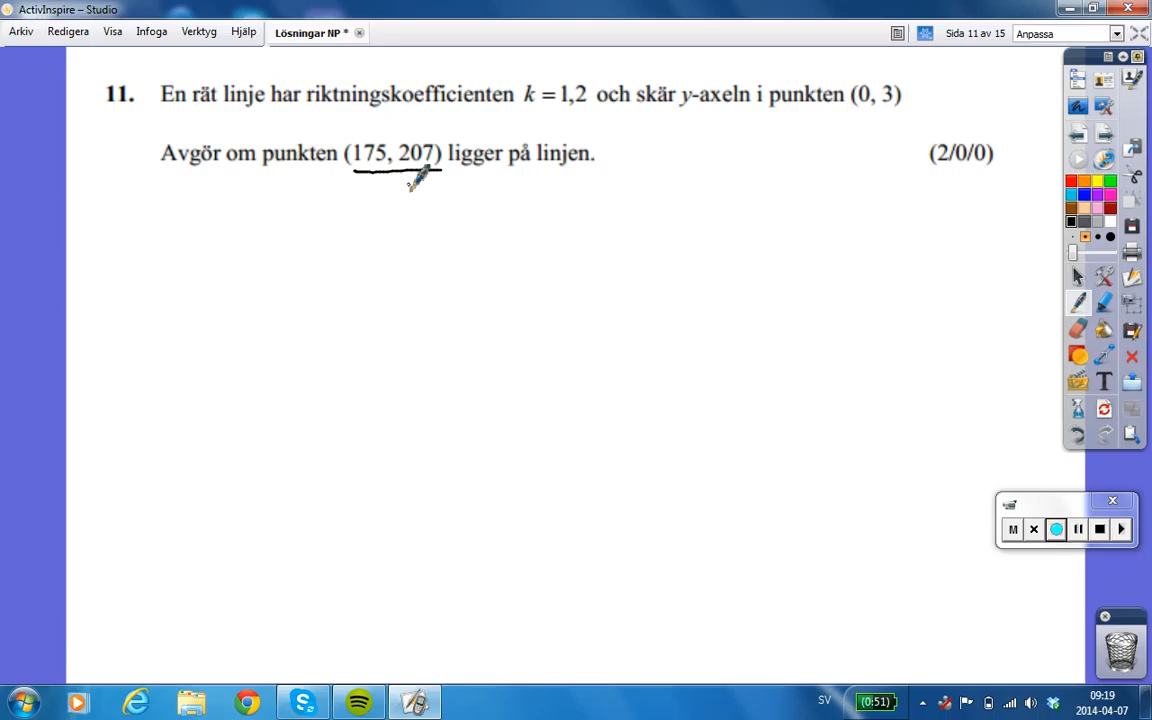 ActivInspire – Studio
Arkiv Redigera Visa Infoga Verktyg Hjälp Lösningar NP * Sida 11 av 15 Anpassa
11. En rät linje har riktningskoefficienten k = 1,2 och skär y-axeln i punkten (0, 3)
Avgör om punkten (175, 207) ligger på linjen. (2/0/0)
M
SV (0:51) 09:19
2014-04-07